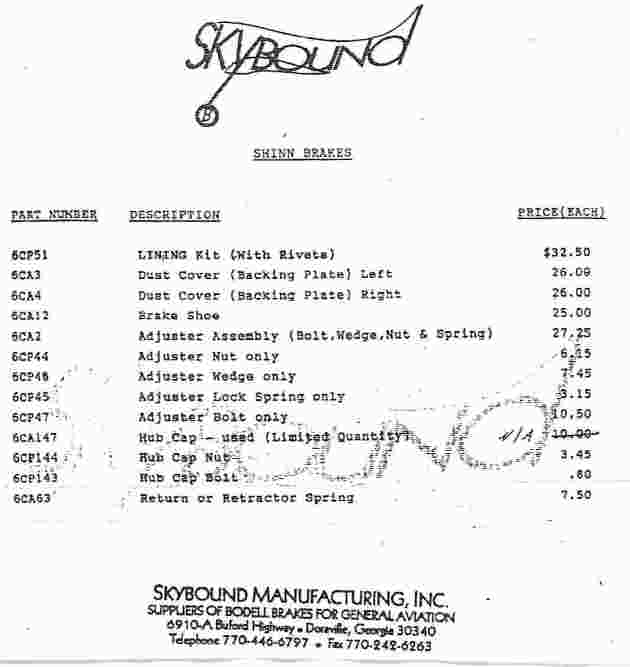 SKYBOUND
B
SHINN BRAKES
PART NUMBER DESCRIPTION PRICE(EACH)
6CP51 LINING Kit (With Rivets) $32.50
6CA3 Dust Cover (Backing Plate) Left 26.00
6CA4 Dust Cover (Backing Plate) Right 26.00
6CA12 Brake Shoe 25.00
6CA2 Adjuster Assembly (Bolt,Wedge,Nut & Spring) 27.25
6CP44 Adjuster Nut only 6.15
6CP46 Adjuster Wedge only 7.45
6CP45 Adjuster Lock Spring only 3.15
6CP47 Adjuster Bolt only 10.50
6CA147 Hub Cap - used (Limited Quantity) N/A 10.00
6CP144 Hub Cap Nut 3.45
6CP143 Hub Cap Bolt .80
6CA63 Return or Retractor Spring 7.50
SKYBOUND MANUFACTURING, INC.
SUPPLIERS OF BODELL BRAKES FOR GENERAL AVIATION
6910-A Buford Highway • Doraville, Georgia 30340
Telephone 770-446-6797 • Fax 770-242-6263